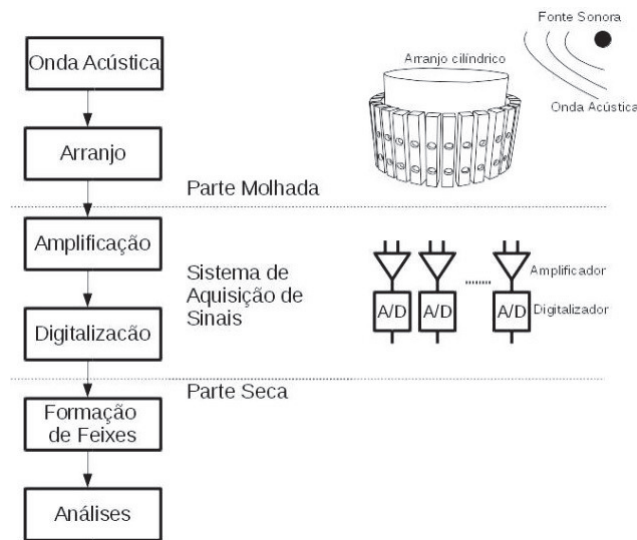 Onda Acústica
Arranjo
Parte Molhada
Amplificação
Digitalizacão
Sistema de
Aquisição de
Sinais
Parte Seca
Formação
de Feixes
Análises
Fonte Sonora
Arranjo cilíndrico
Onda Acústica
Amplificador
A/D A/D A/D
Digitalizador